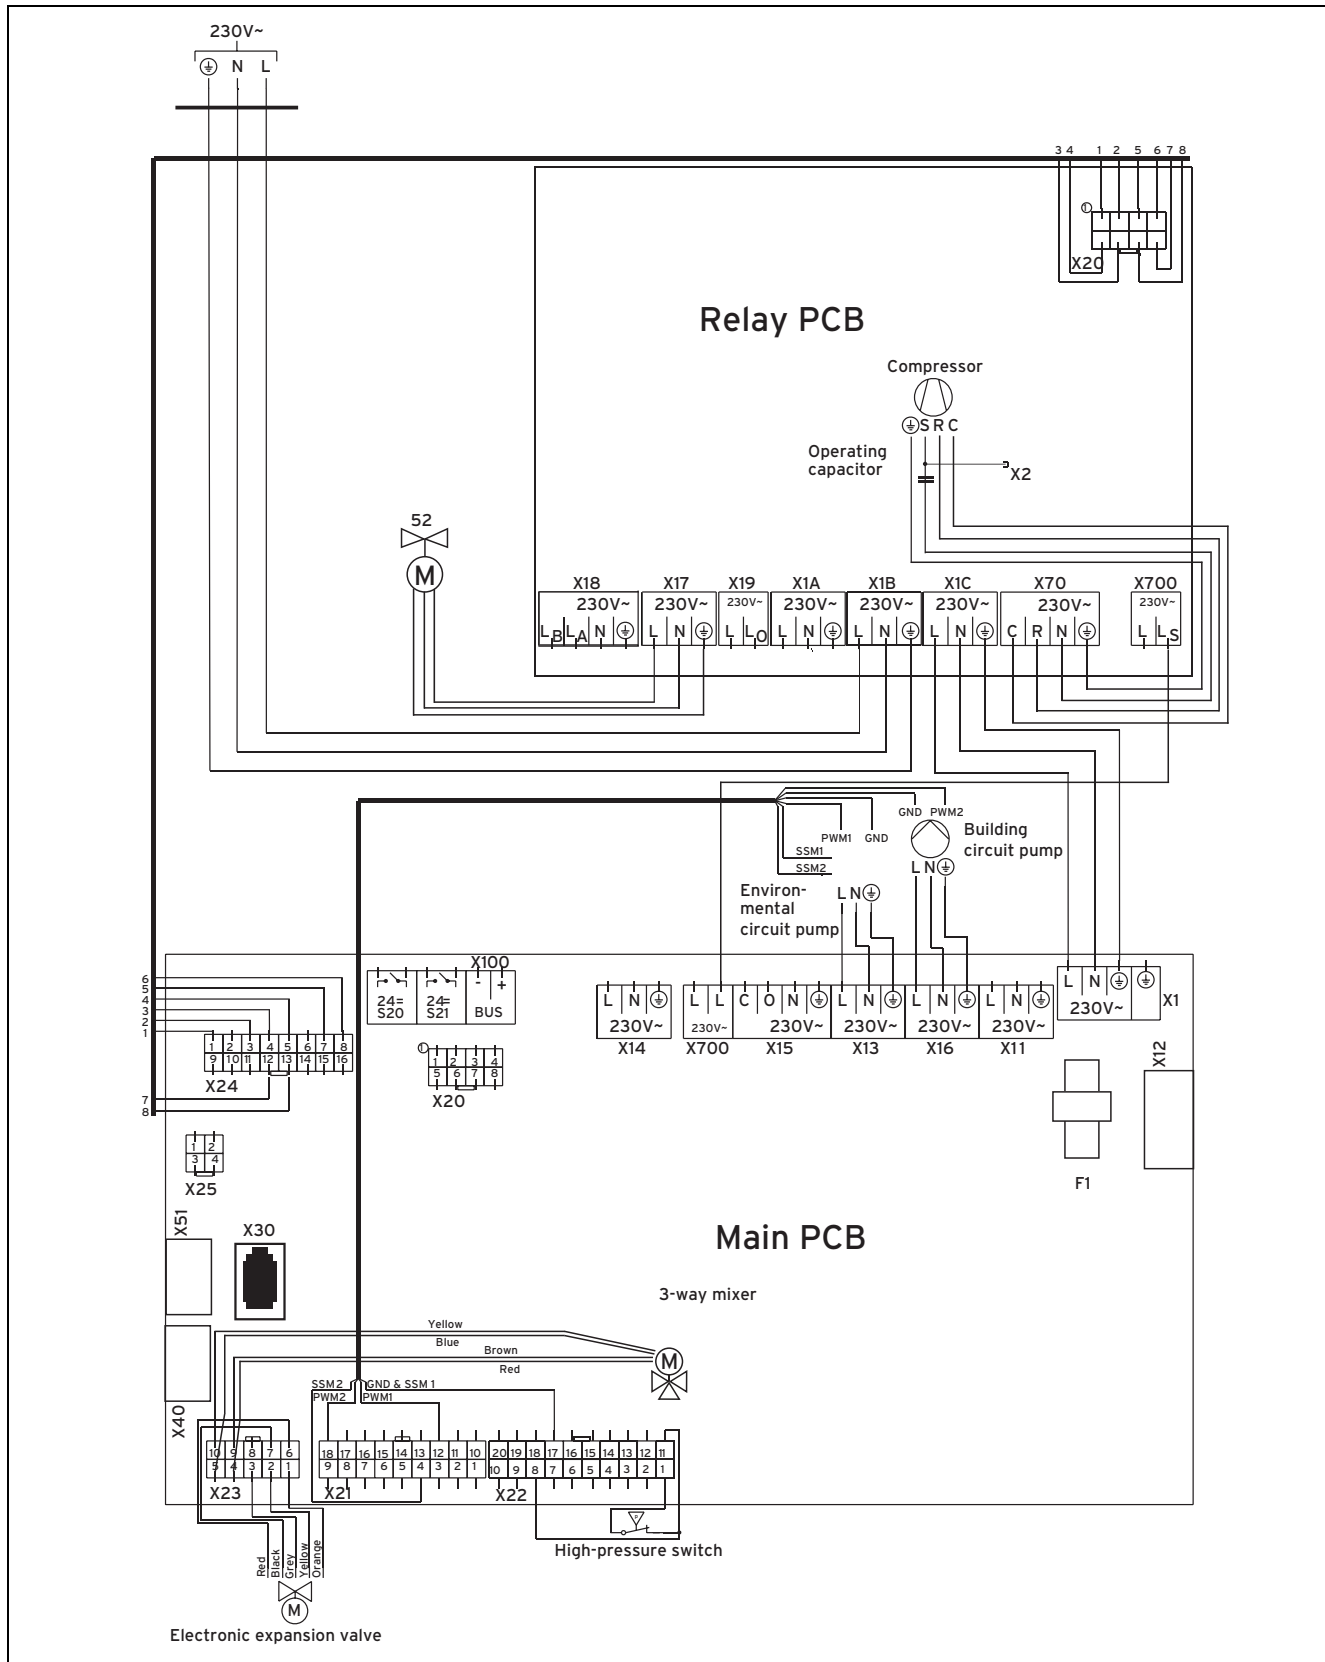 230V~
⏚ N L
3 4 1 2 5 6 7 8
1
X20
Relay PCB
Compressor
⏚ S R C
Operating
capacitor
X2
52
M
X18 X17 X19 X1A X1B X1C X70 X700
230V~ 230V~ 230V~ 230V~ 230V~ 230V~ 230V~ 230V~
LB LA N ⏚ L N ⏚ L LO L N ⏚ L N ⏚ L N ⏚ C R N ⏚ L LS
GND PWM2
PWM1 GND
Building
circuit pump
SSM1
SSM2
L N ⏚
Environ-
mental
circuit pump
L N ⏚
6
5
4
3
2
1
X100
- +
24= 24=
S20 S21 BUS
L N ⏚ L L C O N ⏚ L N ⏚ L N ⏚ L N ⏚
230V~ 230V~ 230V~ 230V~ 230V~ 230V~
X14 X700 X15 X13 X16 X11
L N ⏚ ⏚
230V~
X1
X12
1 2 3 4 5 6 7 8
9 10 11 12 13 14 15 16
X24
7
8
1
1 2 3 4
5 6 7 8
X20
1 2
3 4
X25
F1
X51
X30
Main PCB
3-way mixer
Yellow
Blue
Brown
Red
M
X40
SSM2 GND & SSM 1
PWM2 PWM1
10 9 8 7 6
5 4 3 2 1
X23
18 17 16 15 14 13 12 11 10
9 8 7 6 5 4 3 2 1
X21
20 19 18 17 16 15 14 13 12 11
10 9 8 7 6 5 4 3 2 1
X22
P
High-pressure switch
Red
Black
Grey
Yellow
Orange
M
Electronic expansion valve